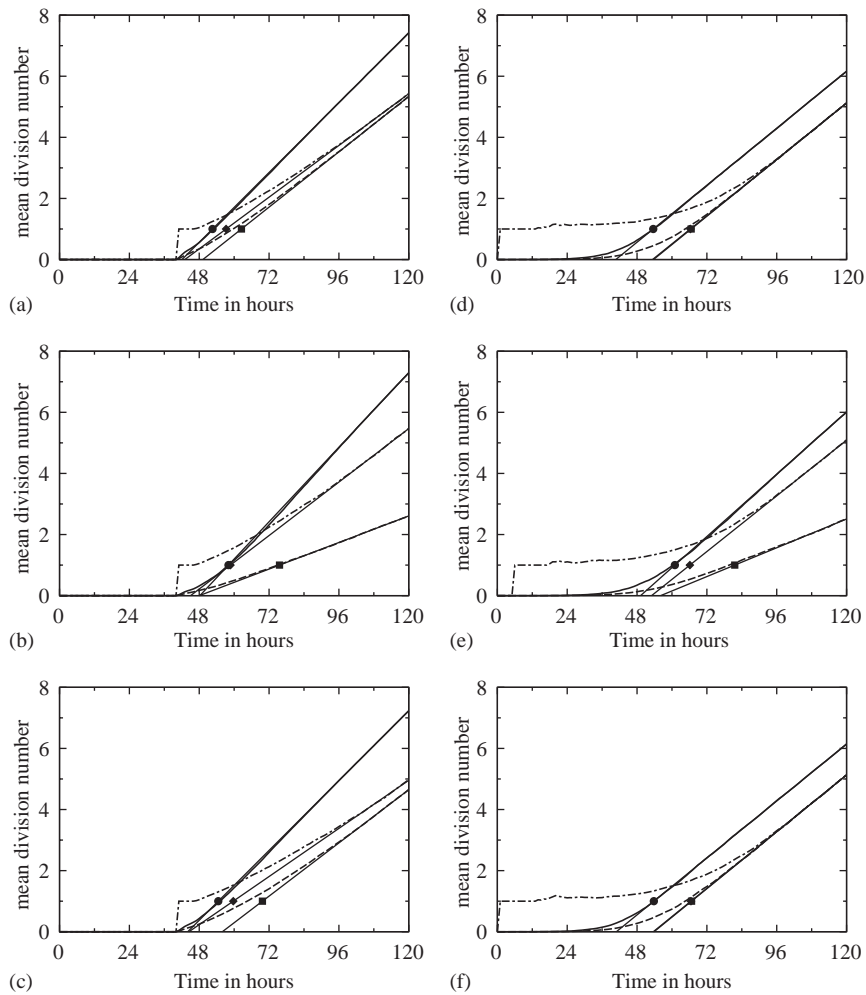 8
6
4
2
0
mean division number
0 24 48 72 96 120
(a) Time in hours
8
6
4
2
0
mean division number
0 24 48 72 96 120
(d) Time in hours
8
6
4
2
0
mean division number
0 24 48 72 96 120
(b) Time in hours
8
6
4
2
0
mean division number
0 24 48 72 96 120
(e) Time in hours
8
6
4
2
0
mean division number
0 24 48 72 96 120
(c) Time in hours
8
6
4
2
0
mean division number
0 24 48 72 96 120
(f) Time in hours